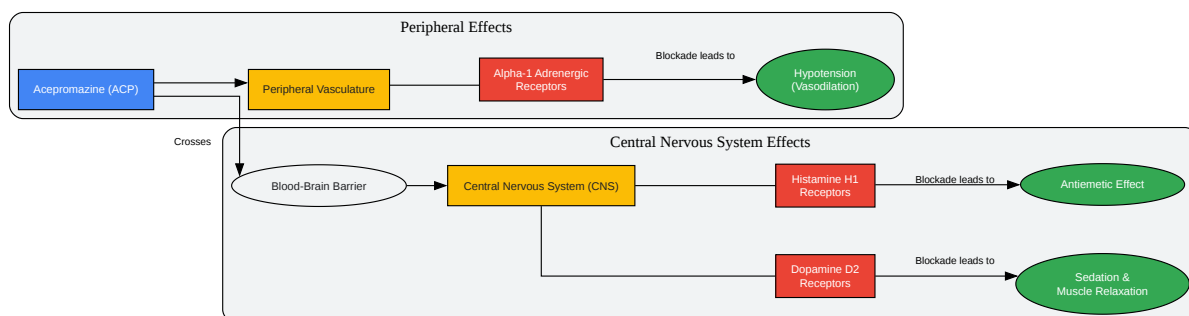 Peripheral Effects
Acepromazine (ACP)
Peripheral Vasculature
Alpha-1 Adrenergic
Receptors
Blockade leads to
Hypotension
(Vasodilation)
Crosses
Central Nervous System Effects
Blood-Brain Barrier
Central Nervous System (CNS)
Histamine H1
Receptors
Blockade leads to
Antiemetic Effect
Dopamine D2
Receptors
Blockade leads to
Sedation &
Muscle Relaxation